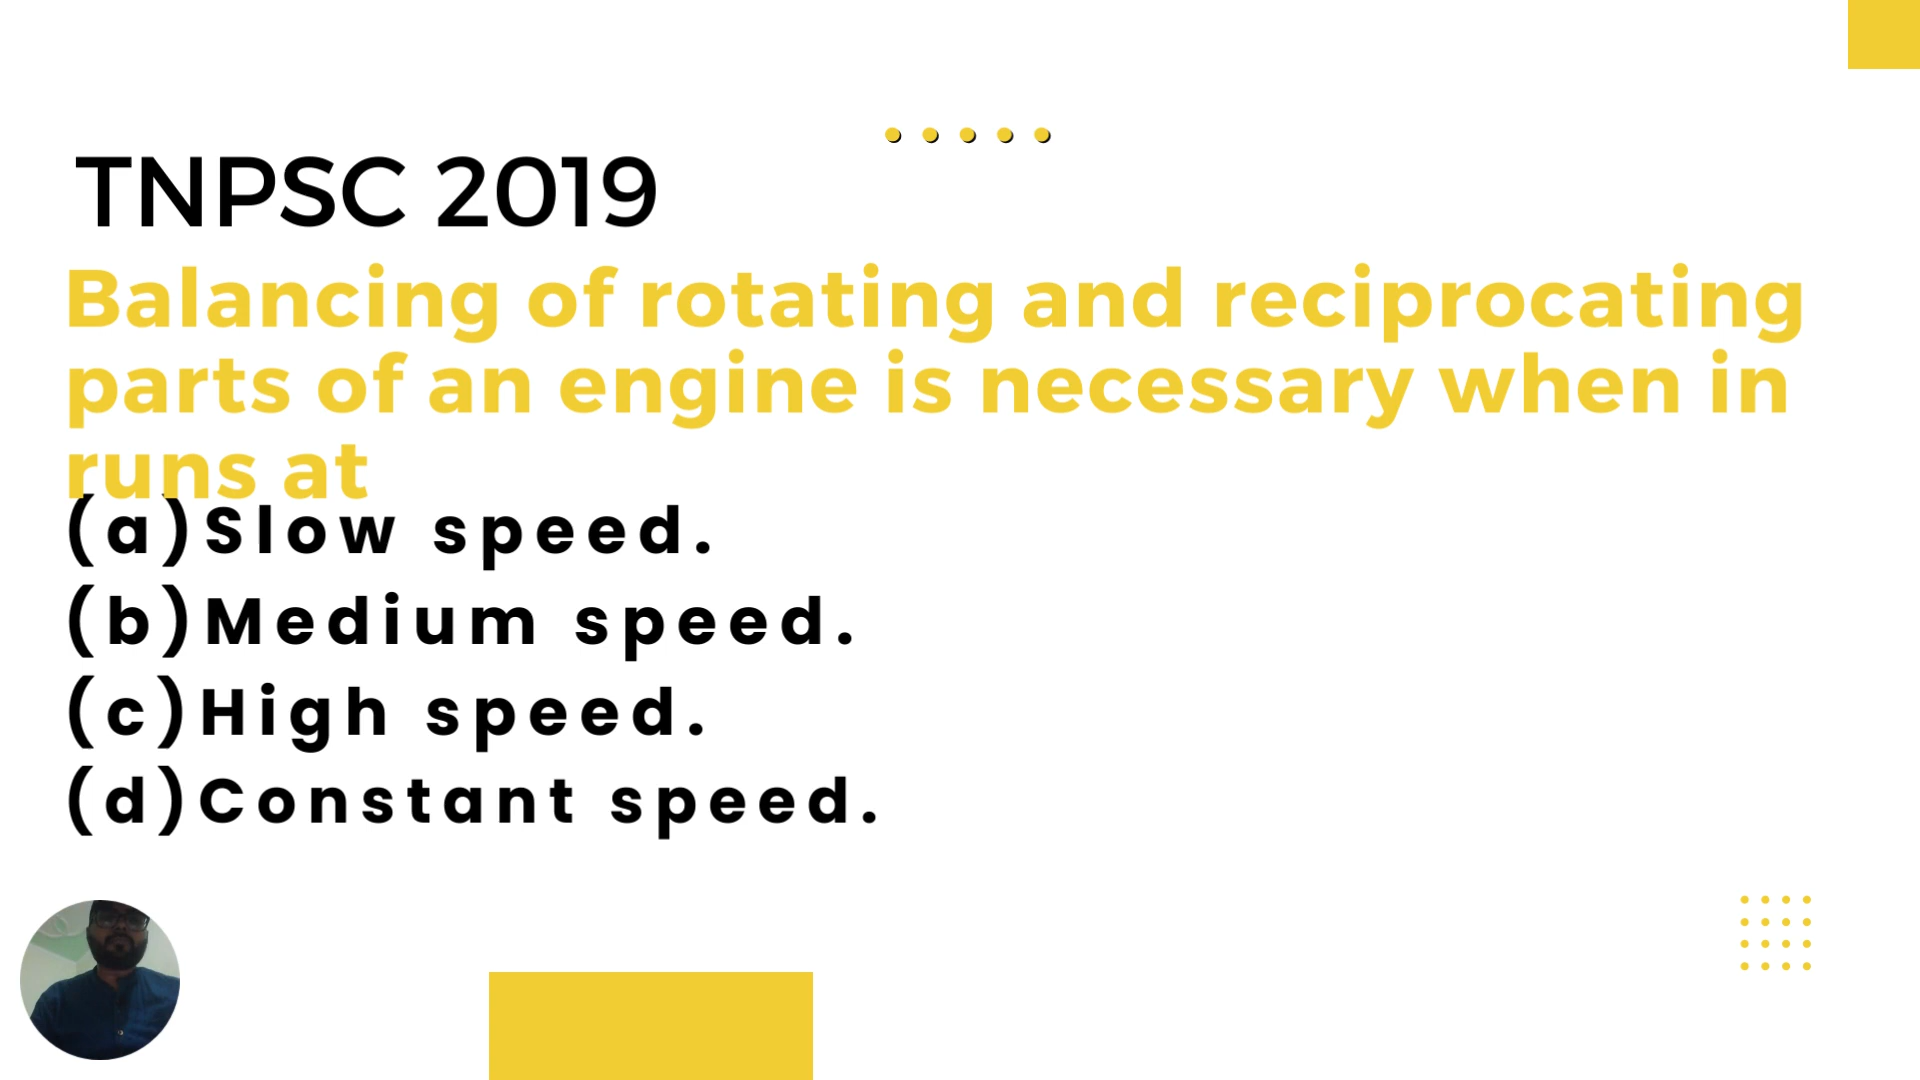 TNPSC 2019
Balancing of rotating and reciprocating
parts of an engine is necessary when in
runs at
(a)Slow speed.
(b)Medium speed.
(c)High speed.
(d)Constant speed.